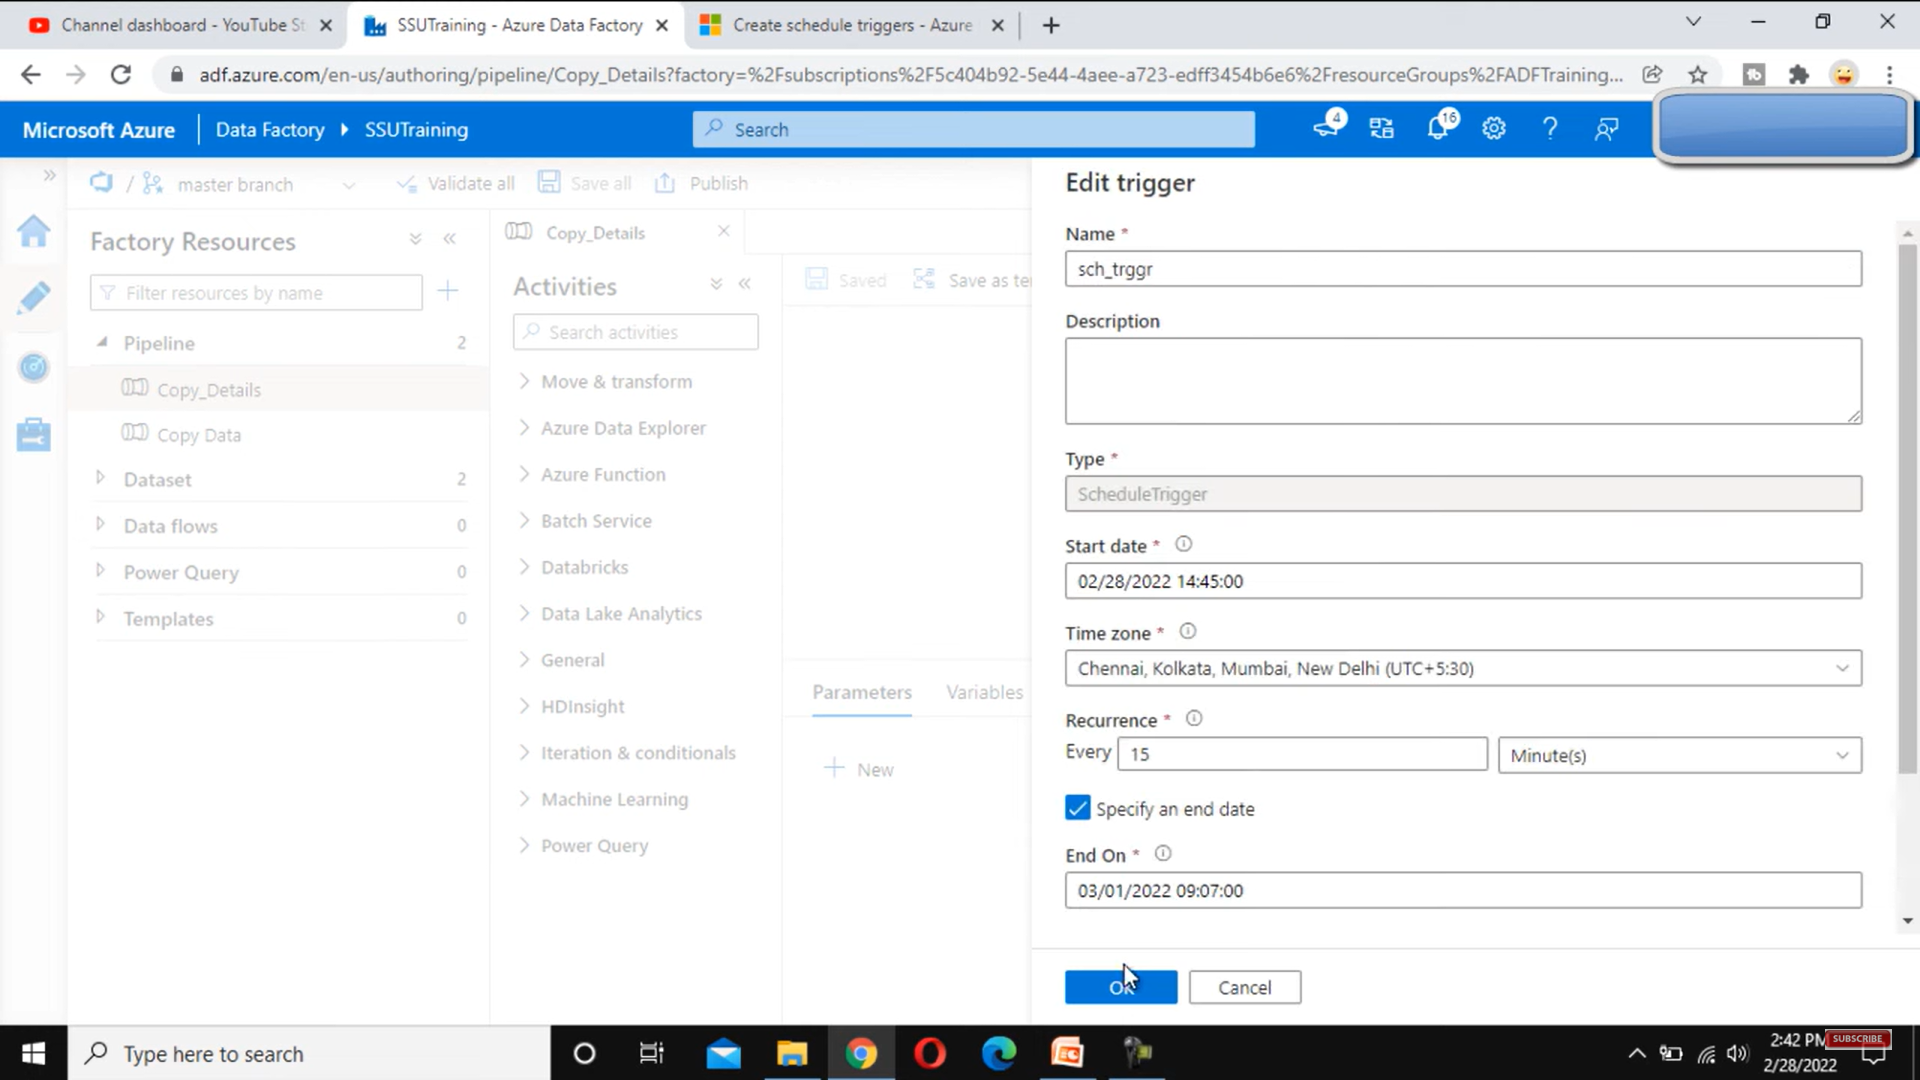 Channel dashboard - YouTube St
SSUTraining - Azure Data Factory
Create schedule triggers - Azure
adf.azure.com/en-us/authoring/pipeline/Copy_Details?factory=%2Fsubscriptions%2F5c404b92-5e44-4aee-a723-edff3454b6e6%2FresourceGroups%2FADFTraining...
Microsoft Azure
Data Factory
SSUTraining
Search
4
16
/ master branch
Validate all
Save all
Publish
Factory Resources
Filter resources by name
Pipeline 2
Copy_Details
Copy Data
Dataset 2
Data flows 0
Power Query 0
Templates 0
Copy_Details
Activities
Search activities
Move & transform
Azure Data Explorer
Azure Function
Batch Service
Databricks
Data Lake Analytics
General
HDInsight
Iteration & conditionals
Machine Learning
Power Query
Saved
Save as te
Parameters
Variables
New
Edit trigger
Name *
sch_trggr
Description
Type *
ScheduleTrigger
Start date *
02/28/2022 14:45:00
Time zone *
Chennai, Kolkata, Mumbai, New Delhi (UTC+5:30)
Recurrence *
Every 15 Minute(s)
Specify an end date
End On *
03/01/2022 09:07:00
OK
Cancel
Type here to search
2:42 PM
2/28/2022
SUBSCRIBE